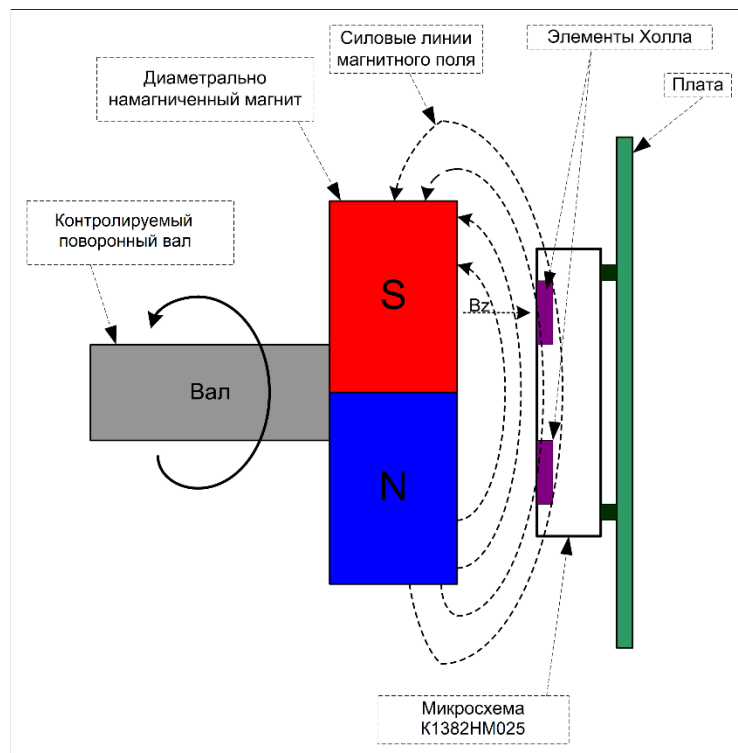 Силовые линии
магнитного поля
Элементы Холла
Диаметрально
намагниченный магнит
Плата
Контролируемый
поворонный вал
S
Bz
Вал
N
Микросхема
К1382НМ025